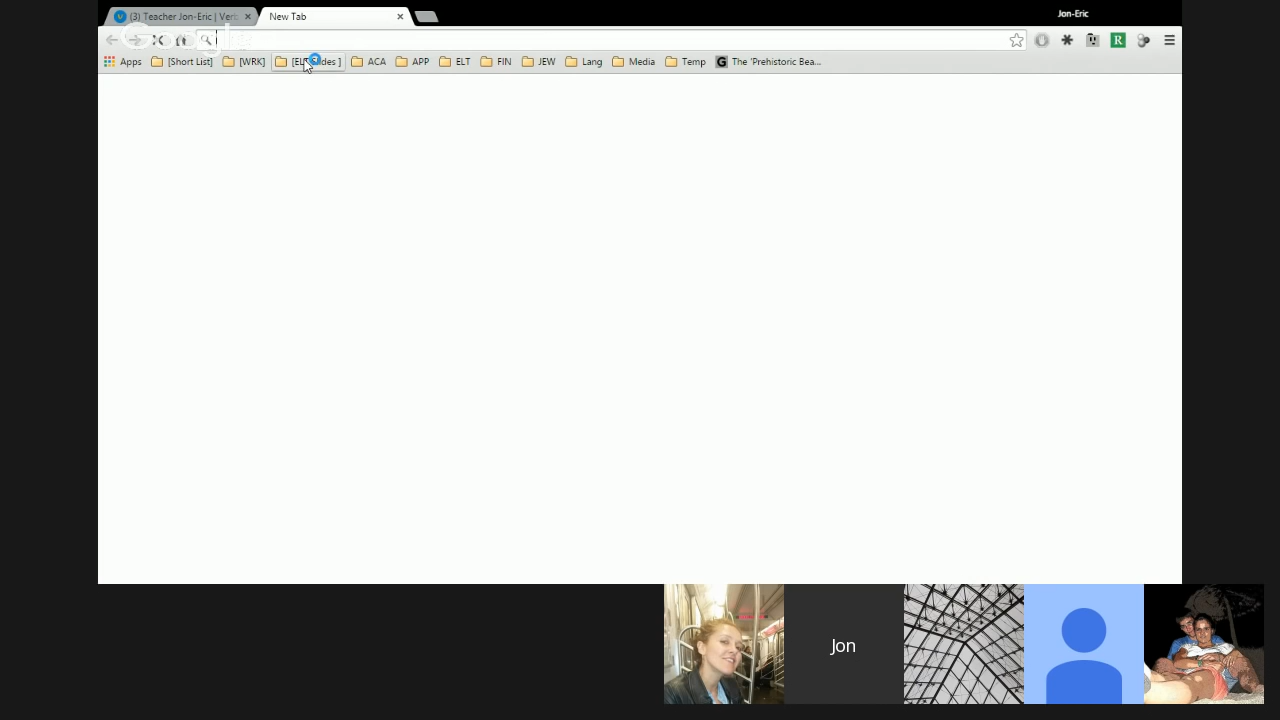 (3) Teacher Jon-Eric | Ver
New Tab
Jon-Eric
Google
Apps
[Short List]
[WRK]
ACA
APP
ELT
FIN
JEW
Lang
Media
Temp
G
The 'Prehistoric Bea...
R
Jon